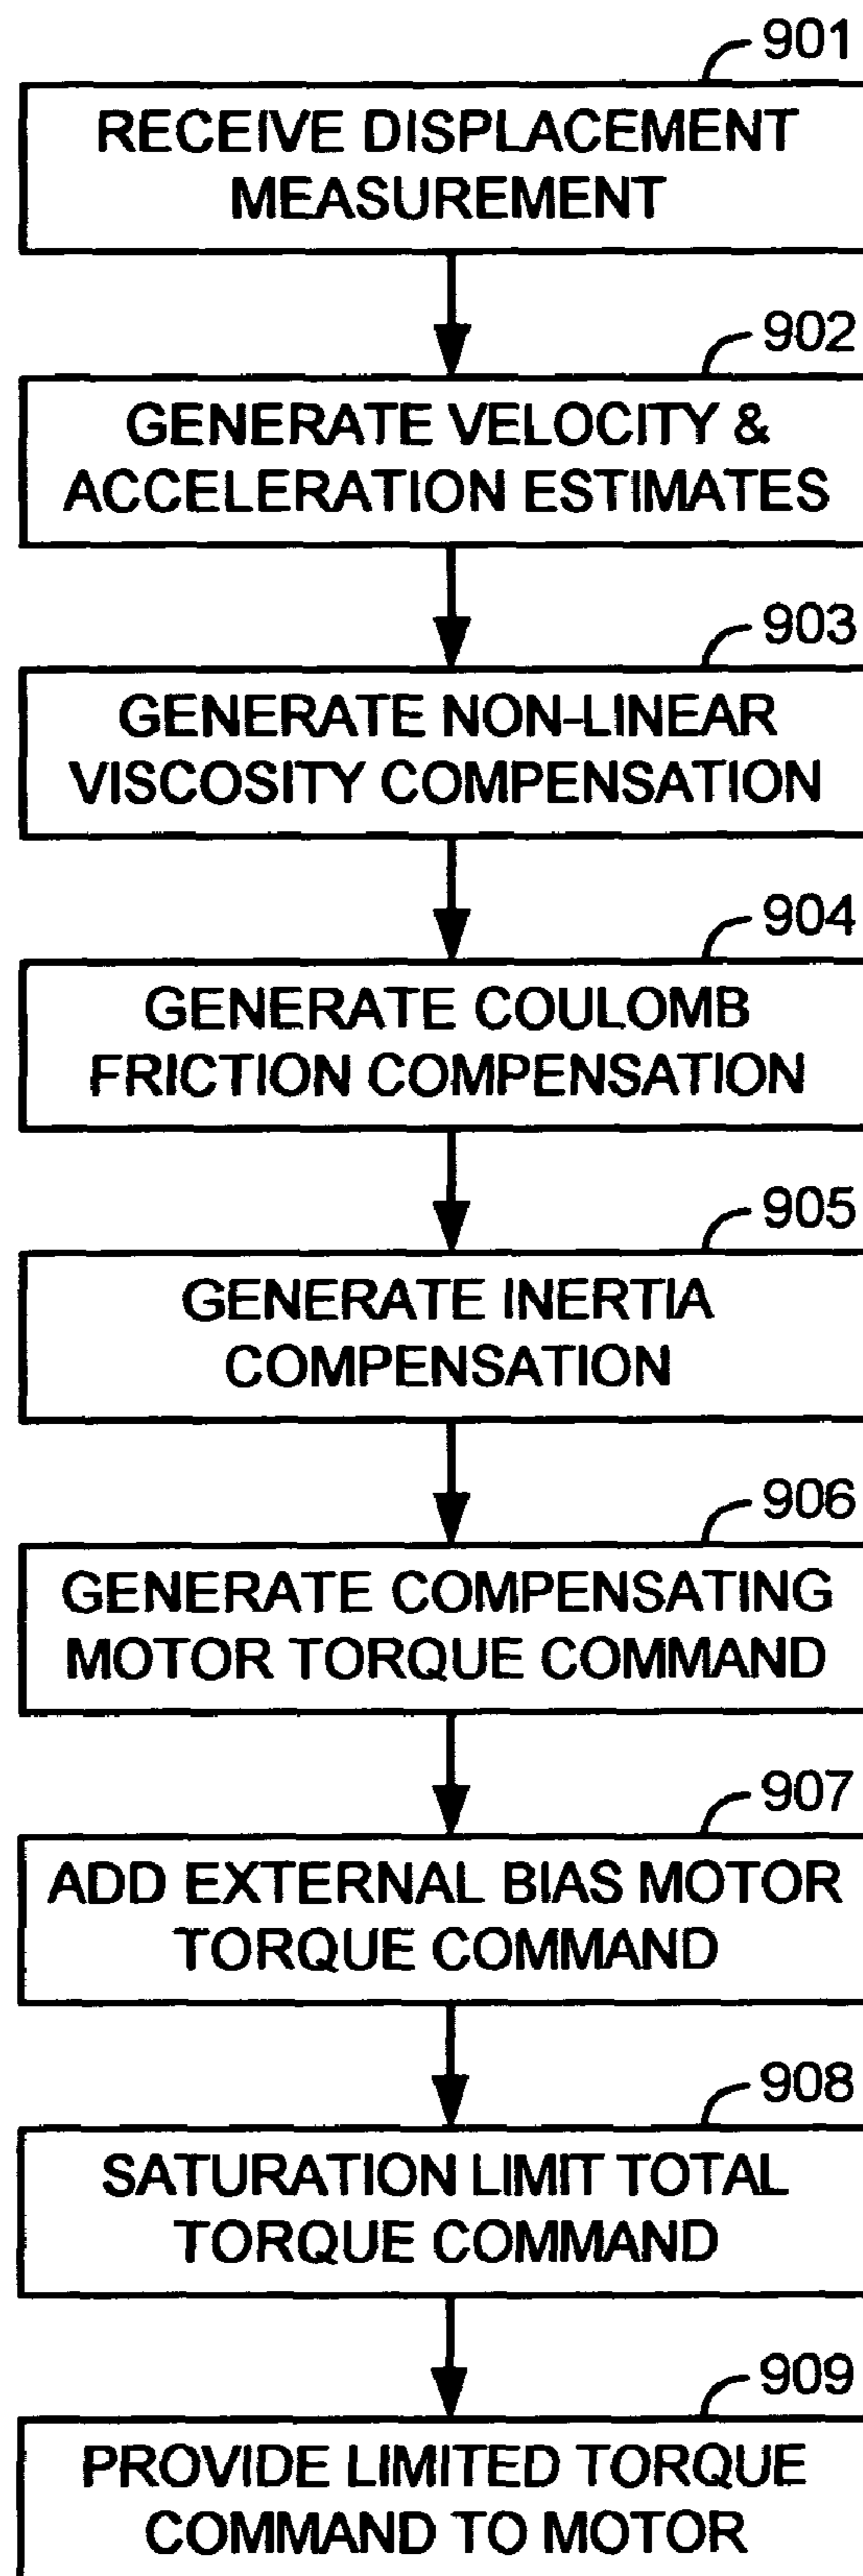 901
RECEIVE DISPLACEMENT
MEASUREMENT
902
GENERATE VELOCITY &
ACCELERATION ESTIMATES
903
GENERATE NON-LINEAR
VISCOSITY COMPENSATION
904
GENERATE COULOMB
FRICTION COMPENSATION
905
GENERATE INERTIA
COMPENSATION
906
GENERATE COMPENSATING
MOTOR TORQUE COMMAND
907
ADD EXTERNAL BIAS MOTOR
TORQUE COMMAND
908
SATURATION LIMIT TOTAL
TORQUE COMMAND
909
PROVIDE LIMITED TORQUE
COMMAND TO MOTOR